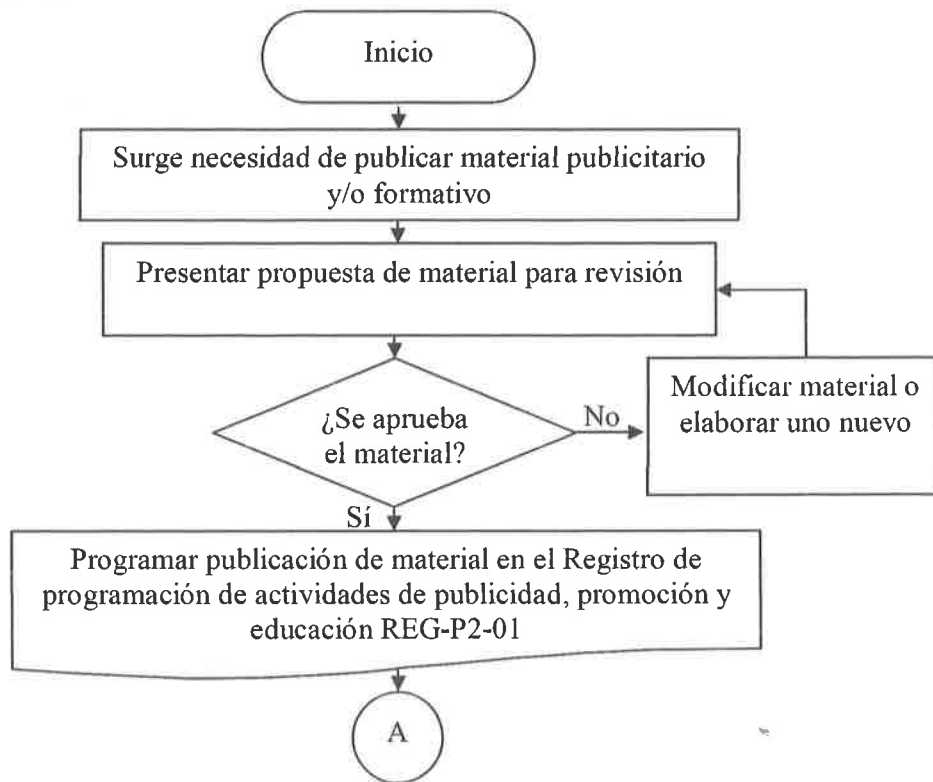 Inicio
Surge necesidad de publicar material publicitario
y/o formativo
Presentar propuesta de material para revisión
Modificar material o
elaborar uno nuevo
¿Se aprueba
el material?
No
Sí
Programar publicación de material en el Registro de
programación de actividades de publicidad, promoción y
educación REG-P2-01
A